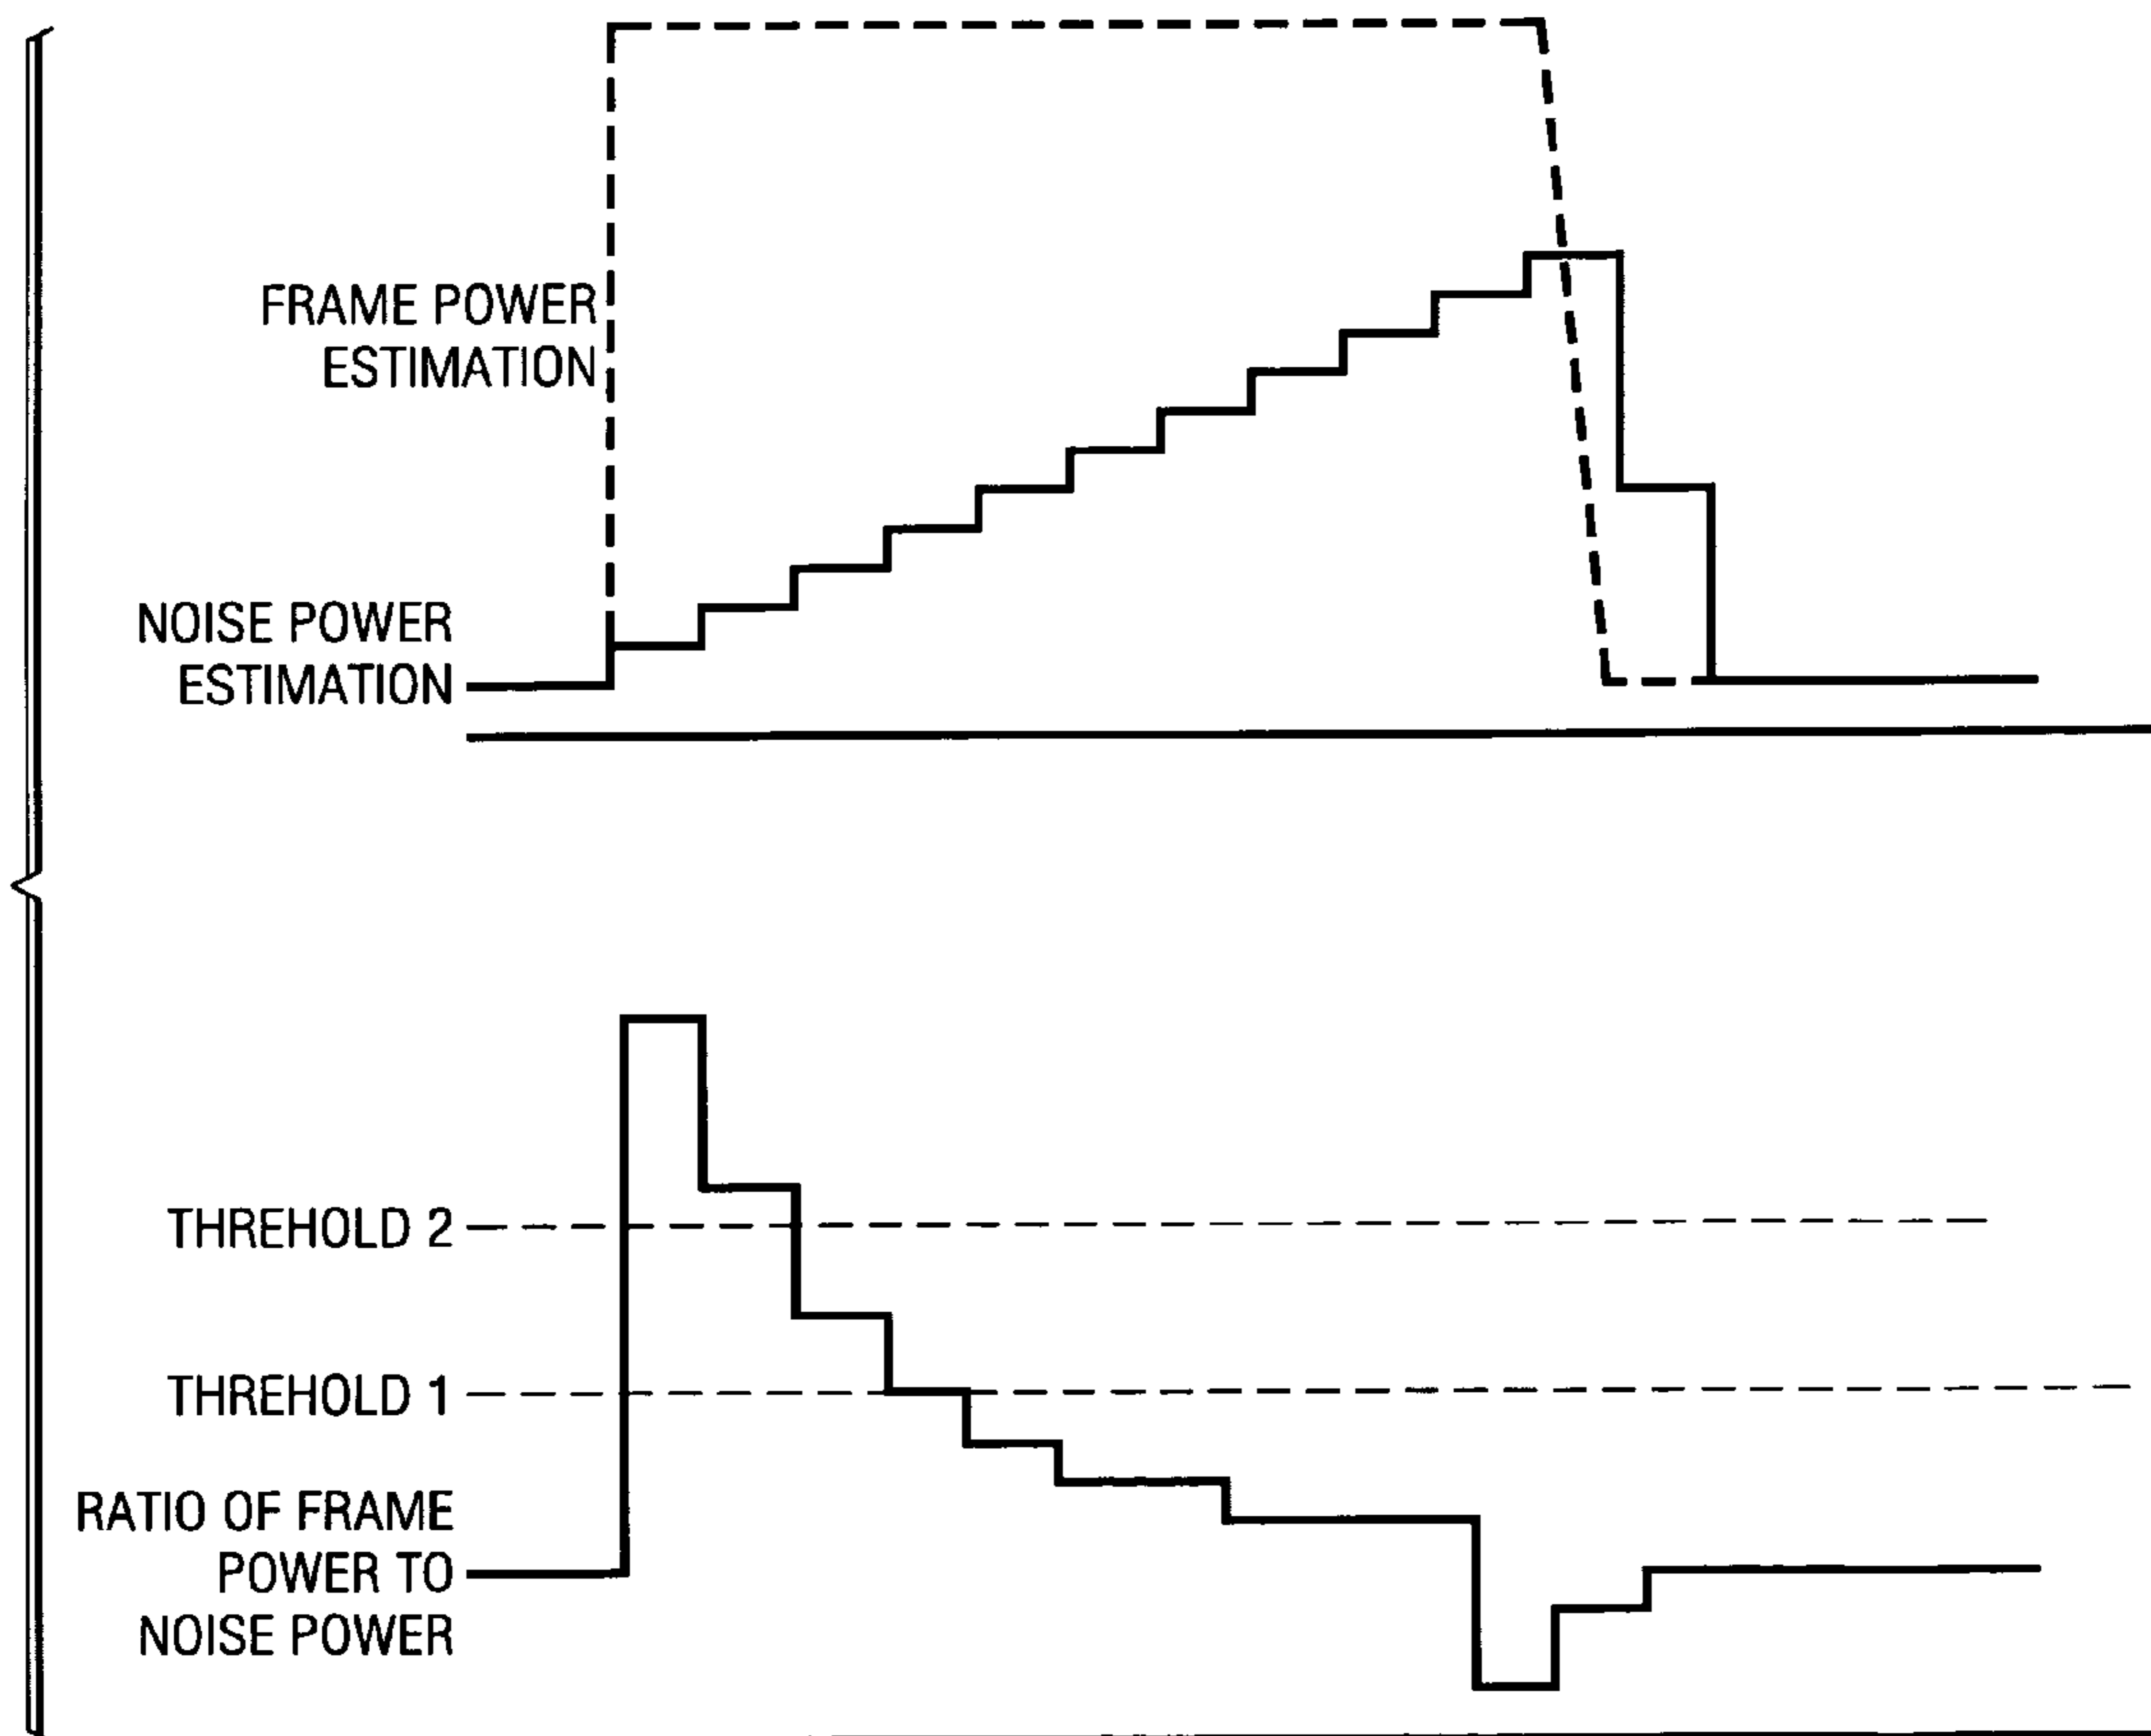 FRAME POWER
ESTIMATION
NOISE POWER
ESTIMATION
THREHOLD 2
THREHOLD 1
RATIO OF FRAME
POWER TO
NOISE POWER